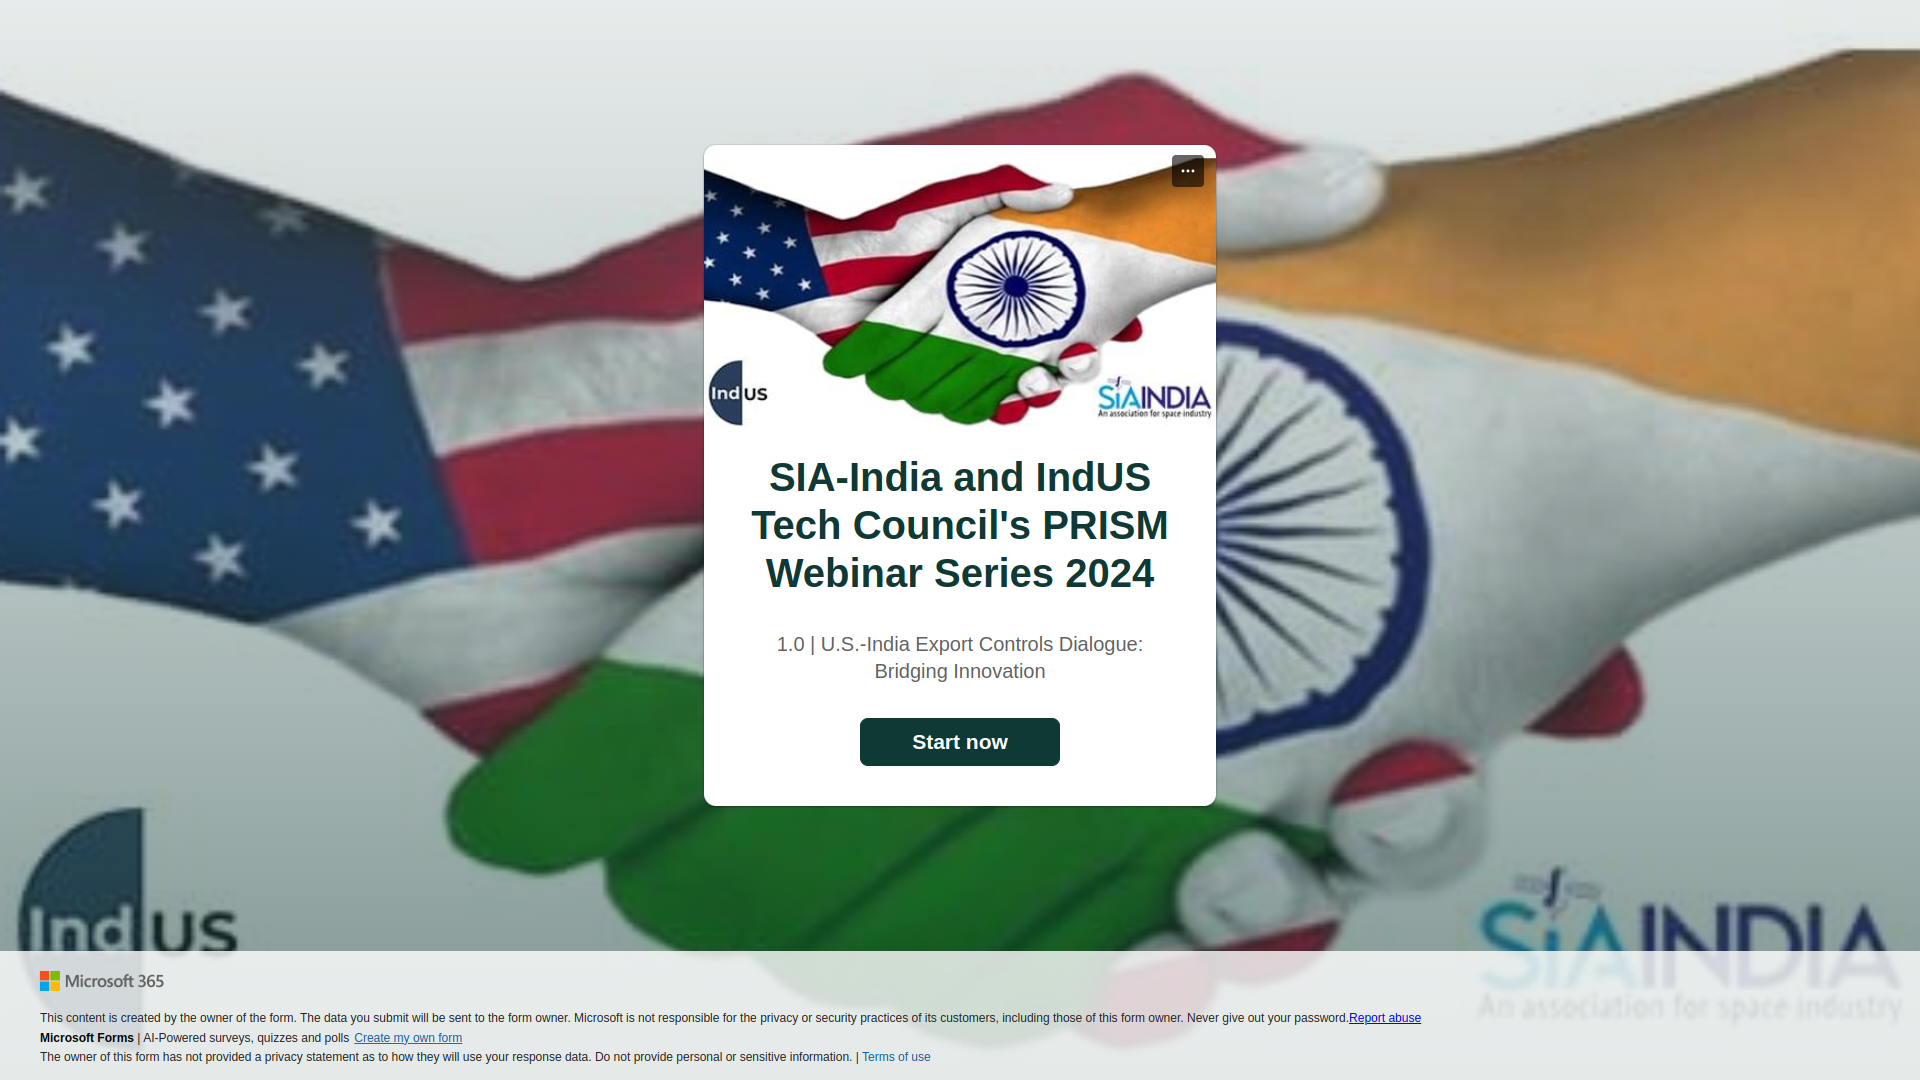 Ind US
SiAINDIA
An association for space industry
SIA-India and IndUS
Tech Council's PRISM
Webinar Series 2024
1.0 | U.S.-India Export Controls Dialogue:
Bridging Innovation
Start now
Ind US
SiAINDIA
An association for space industry
Microsoft 365
This content is created by the owner of the form. The data you submit will be sent to the form owner. Microsoft is not responsible for the privacy or security practices of its customers, including those of this form owner. Never give out your password.Report abuse
Microsoft Forms | AI-Powered surveys, quizzes and polls Create my own form
The owner of this form has not provided a privacy statement as to how they will use your response data. Do not provide personal or sensitive information. | Terms of use